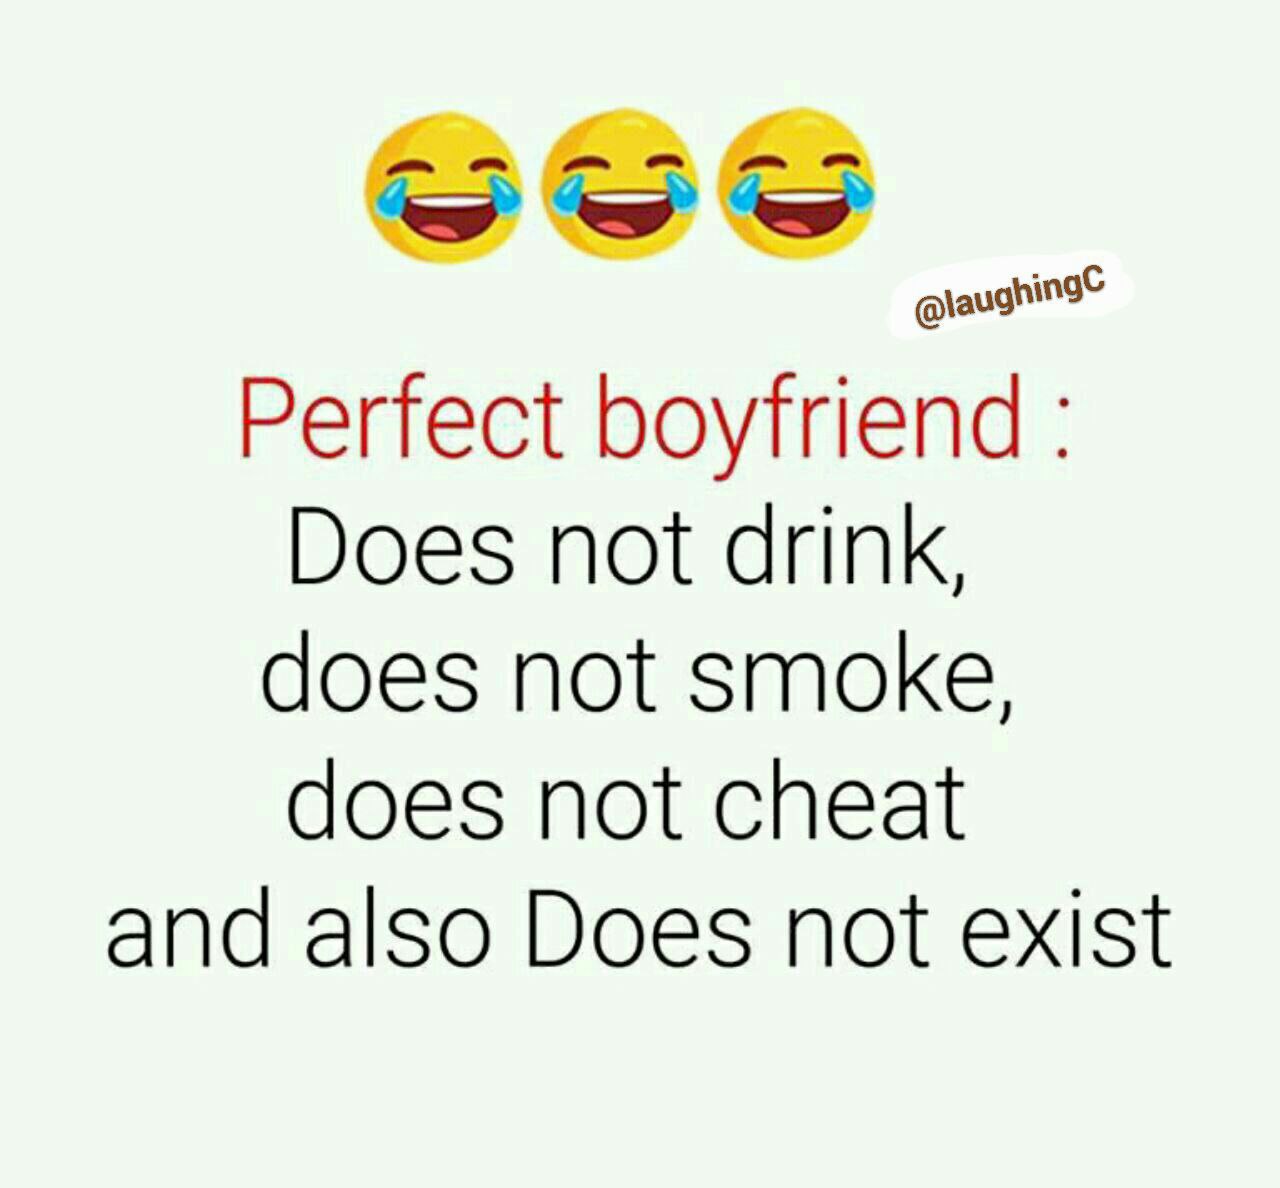 @laughingC
Perfect boyfriend :
Does not drink,
does not smoke,
does not cheat
and also Does not exist